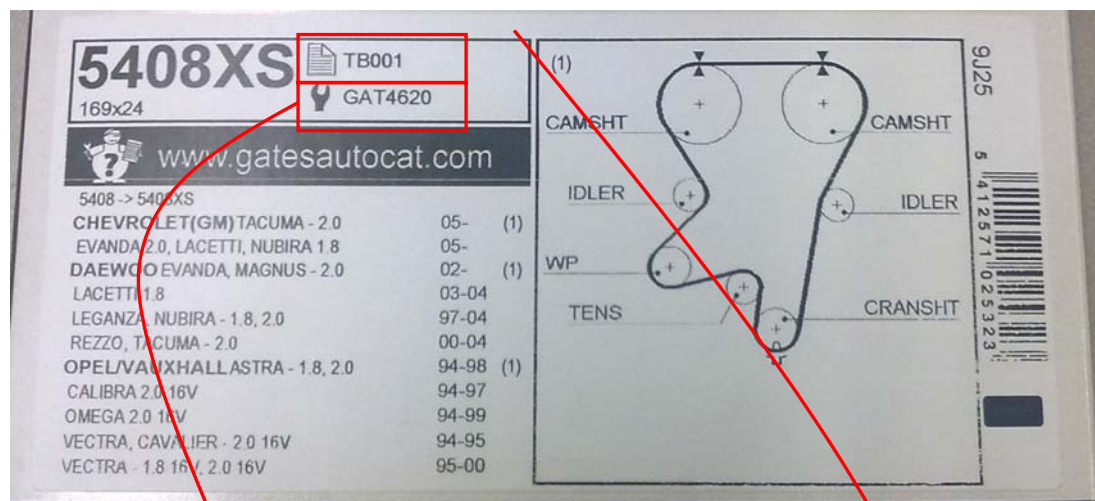 5408XS
TB001
169x24
GAT4620
www.gatesautocat.com
5408 -> 5408XS
CHEVROLET(GM) TACUMA - 2.0 05- (1)
EVANDA 2.0, LACETTI, NUBIRA 1.8 05-
DAEWOO EVANDA, MAGNUS - 2.0 02- (1)
LACETTI 1.8 03-04
LEGANZA, NUBIRA - 1.8, 2.0 97-04
REZZO, TACUMA - 2.0 00-04
OPEL/VAUXHALL ASTRA - 1.8, 2.0 94-98 (1)
CALIBRA 2.0 16V 94-97
OMEGA 2.0 16V 94-99
VECTRA, CAVALIER - 2.0 16V 94-95
VECTRA - 1.8 16V, 2.0 16V 95-00
(1)
CAMSHT CAMSHT
IDLER IDLER
WP
TENS CRANSHT
9J25
5 412571 025323